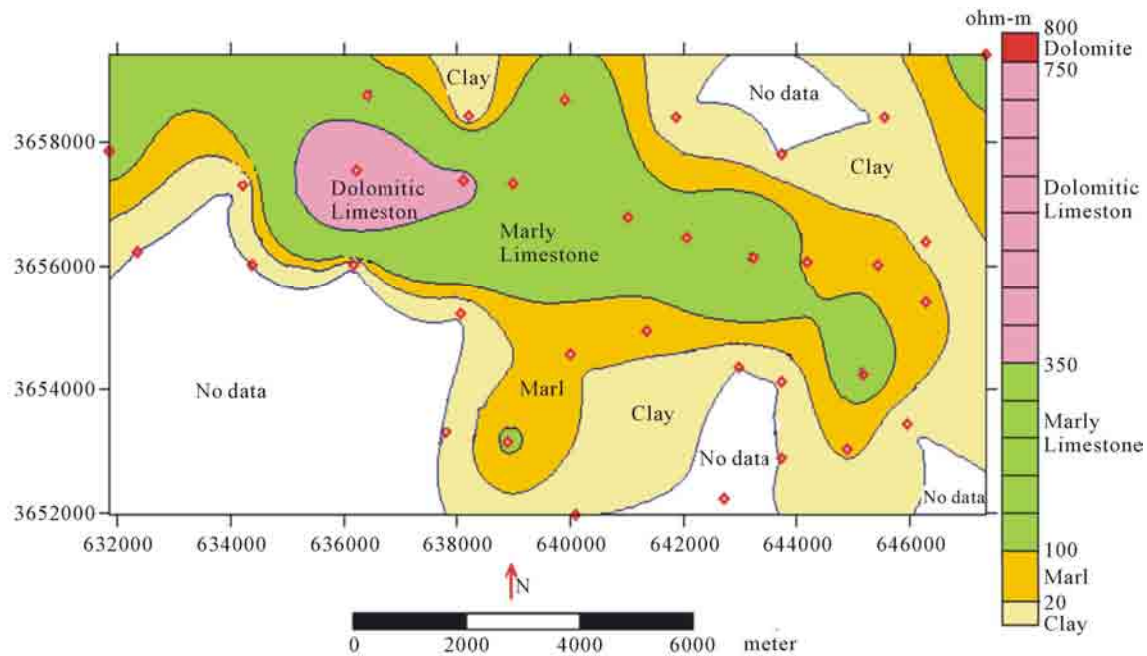 ohm-m
800
Dolomite
750
Clay
No data
3658000
Clay
Dolomitic
Limeston
Dolomitic
Limeston
Marly
Limestone
3656000
350
3654000
No data
Marl
Clay
Marly
Limestone
No data
No data
3652000
100
632000 634000 636000 638000 640000 642000 644000 646000
Marl
20
Clay
N
0 2000 4000 6000 meter